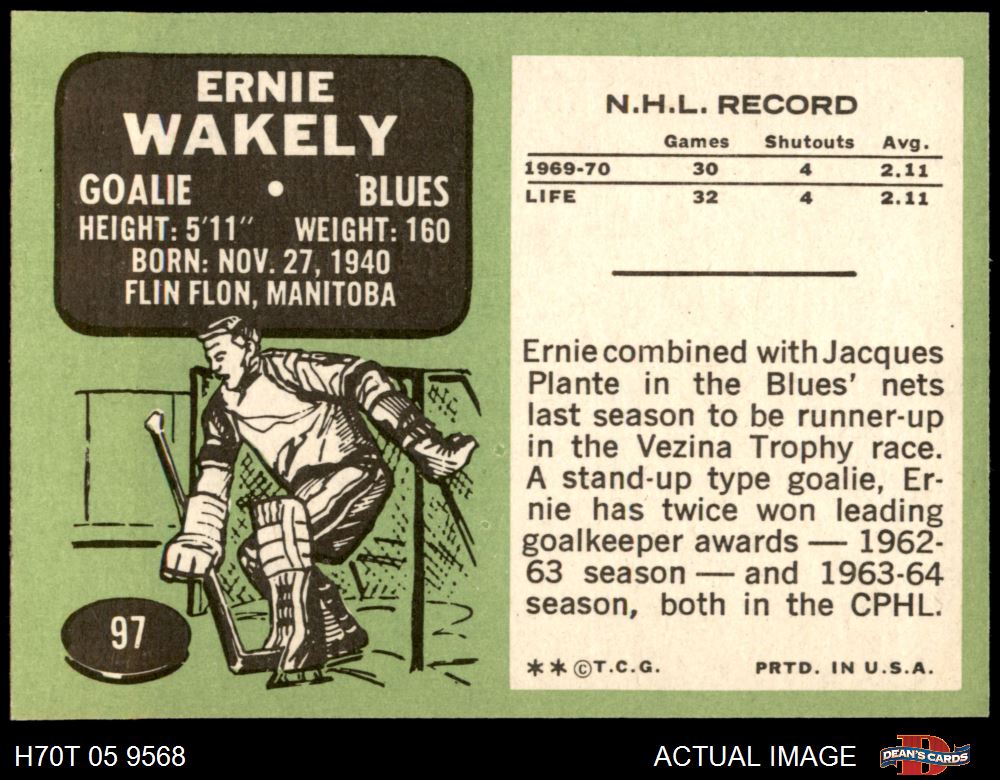 ERNIE
WAKELY
GOALIE • BLUES
HEIGHT: 5'11" WEIGHT: 160
BORN: NOV. 27, 1940
FLIN FLON, MANITOBA
97
N.H.L. RECORD
Games Shutouts Avg.
1969-70 30 4 2.11
LIFE 32 4 2.11
Ernie combined with Jacques
Plante in the Blues' nets
last season to be runner-up
in the Vezina Trophy race.
A stand-up type goalie, Er-
nie has twice won leading
goalkeeper awards — 1962-
63 season — and 1963-64
season, both in the CPHL.
**©T.C.G. PRTD. IN U.S.A.
H70T 05 9568
ACTUAL IMAGE
DEAN'S CARDS